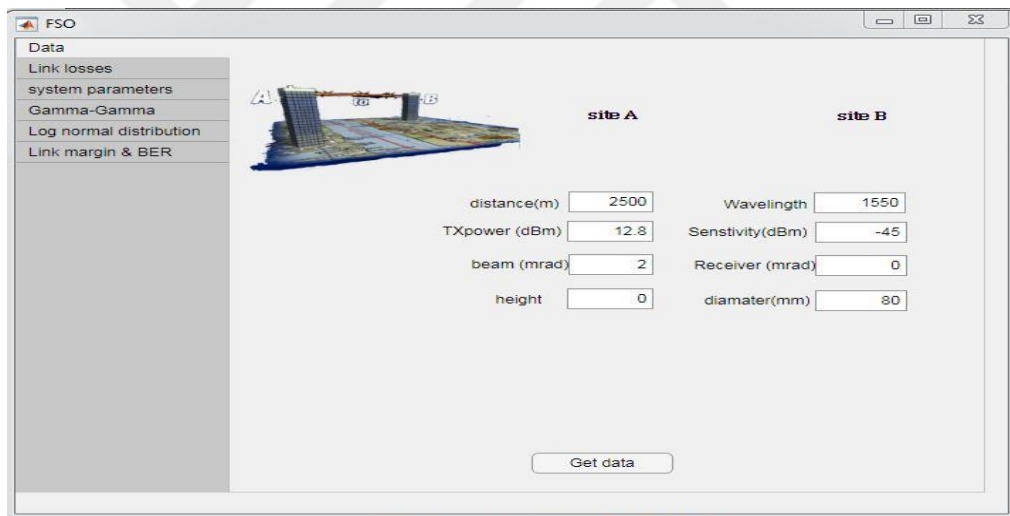 FSO
Data
Link losses
system parameters
Gamma-Gamma
Log normal distribution
Link margin & BER
A to B
site A site B
distance(m) 2500 Wavelingth 1550
TXpower (dBm) 12.8 Senstivity(dBm) -45
beam (mrad) 2 Receiver (mrad) 0
height 0 diamater(mm) 80
Get data